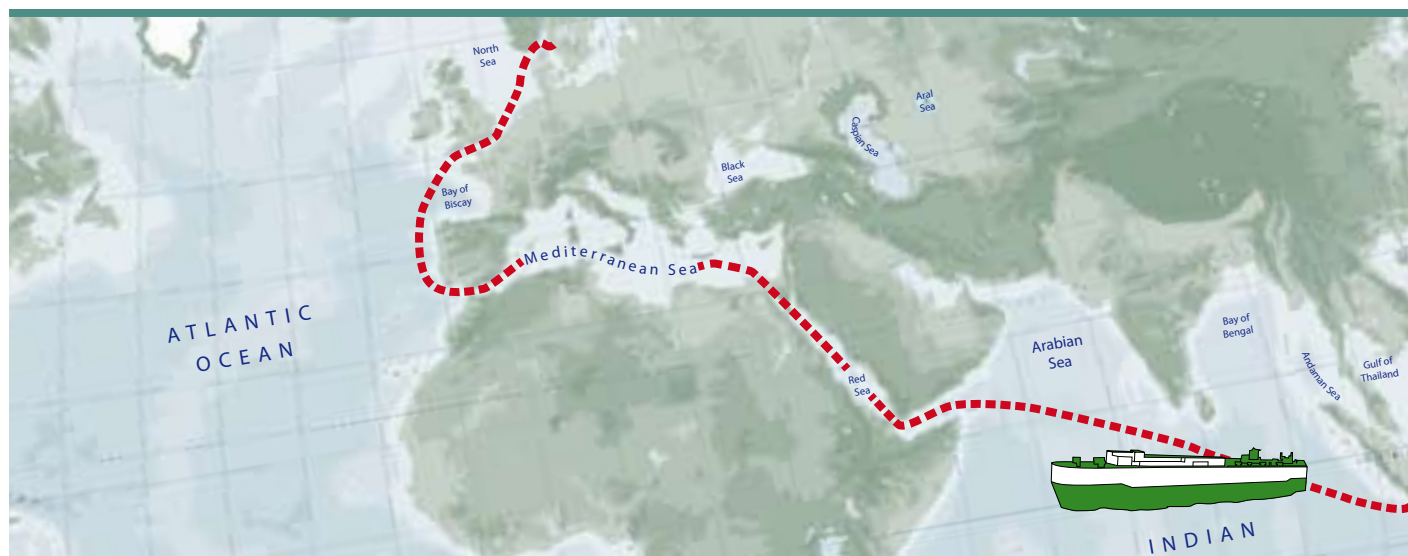 North
Sea
Aral
Sea
Caspian Sea
Black
Sea
Bay of
Biscay
Mediterranean Sea
ATLANTIC
OCEAN
Arabian
Sea
Bay of
Bengal
Andaman Sea
Gulf of
Thailand
Red
Sea
INDIAN